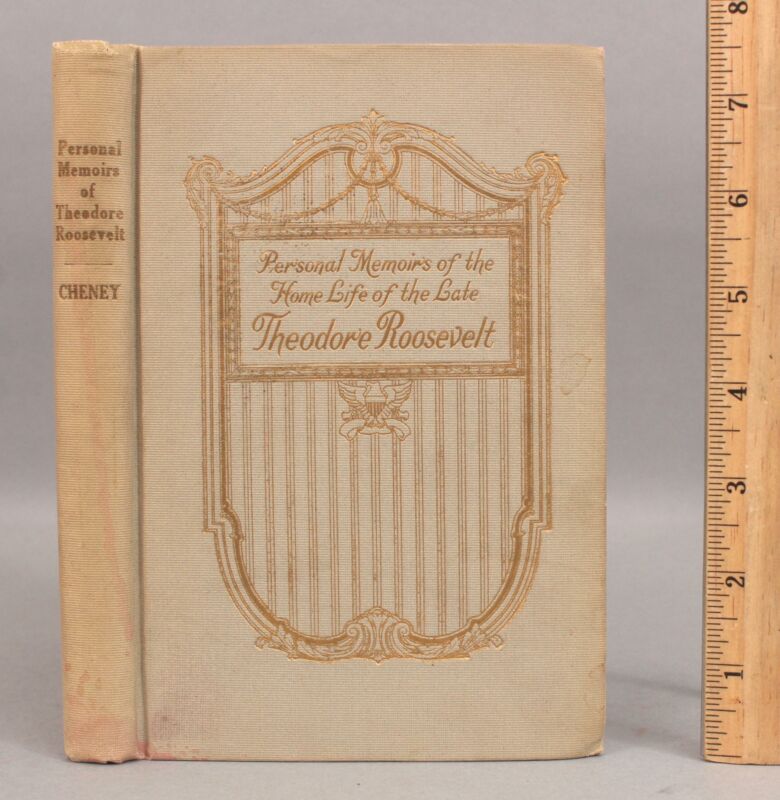 Personal
Memoirs
of
Theodore
Roosevelt
CHENEY
Personal Memoirs of the
Home Life of the Late
Theodore Roosevelt
8
7
6
5
4
3
2
1